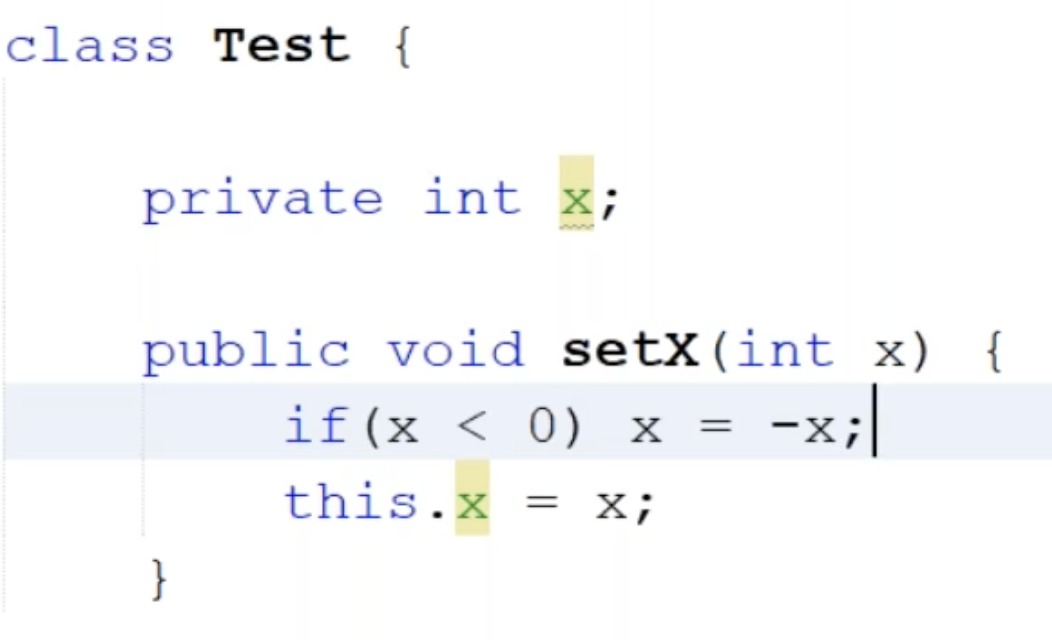 class Test {
private int x;
public void setX(int x) {
if(x < 0) x = -x;
this.x = x;
}